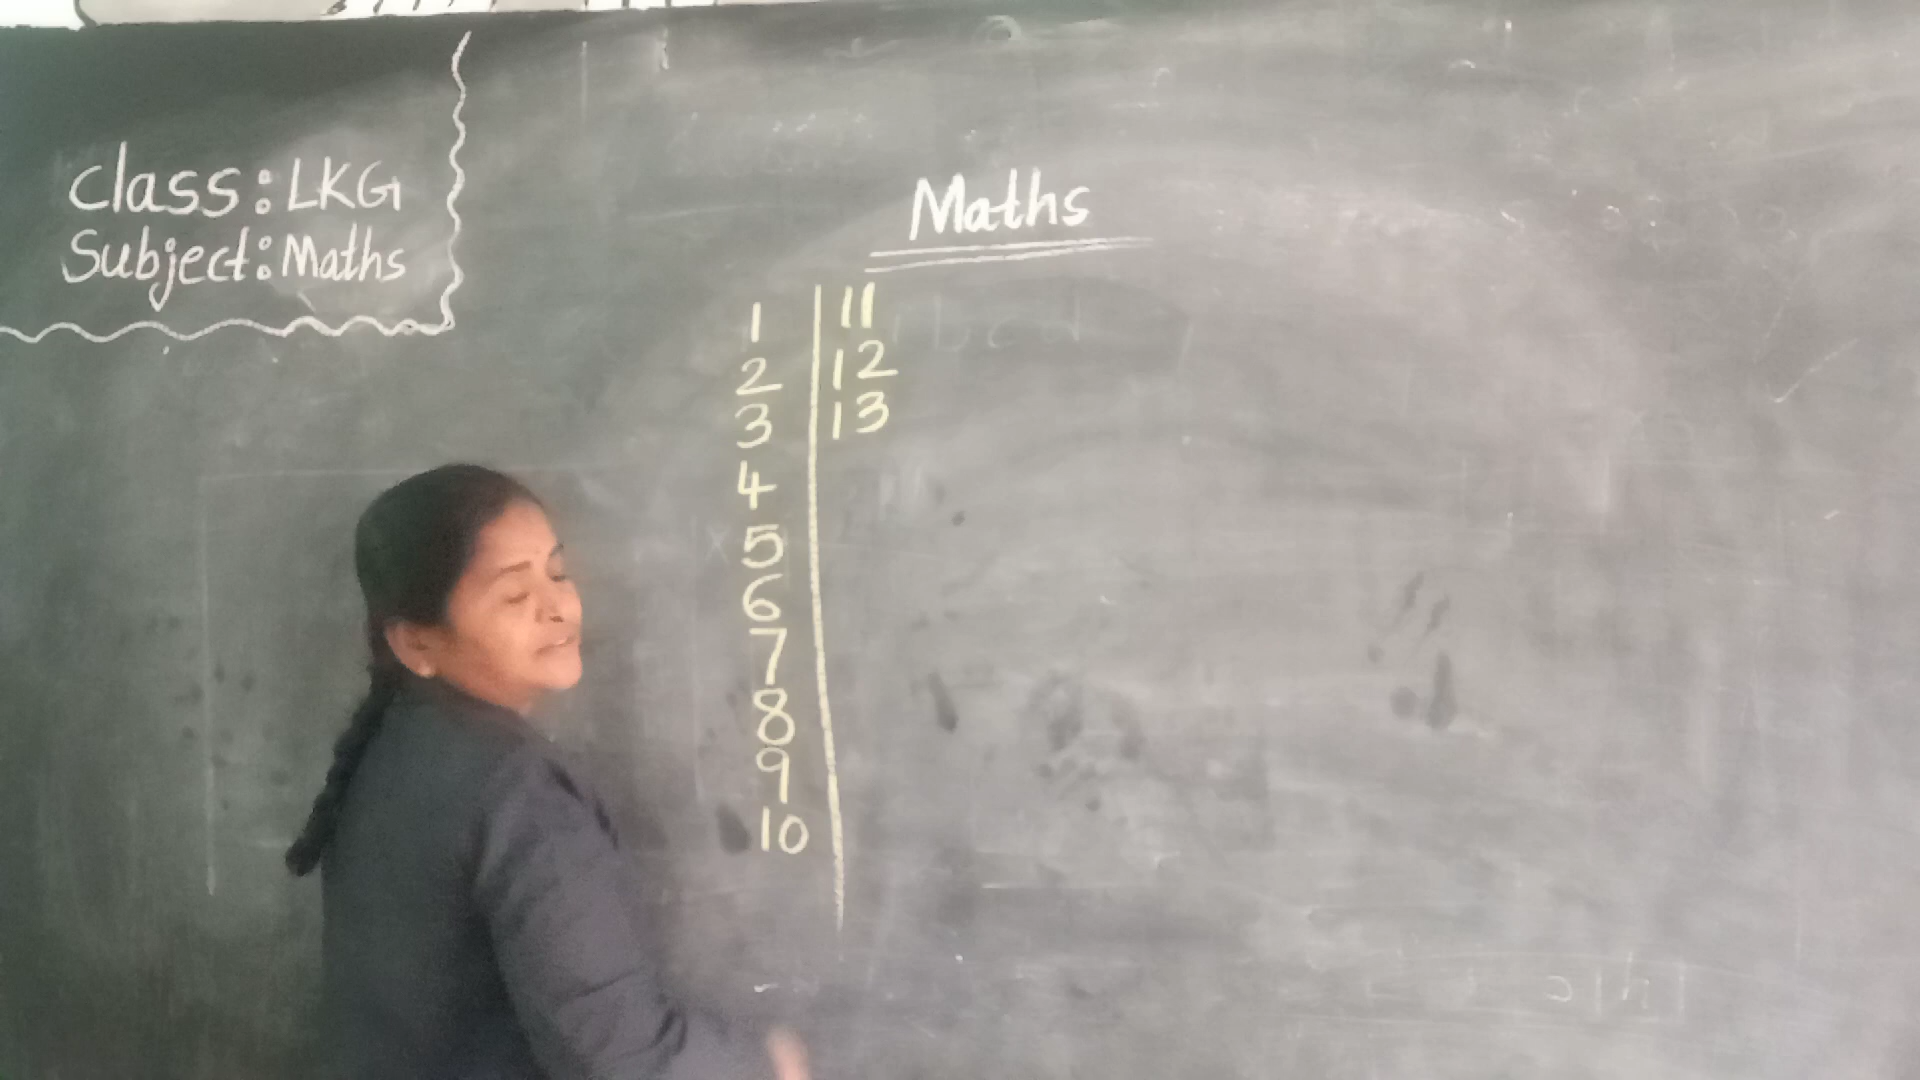 Class: LKG
Subject: Maths
Maths
1 | 11
2 | 12
3 | 13
4
5
6
7
8
9
10